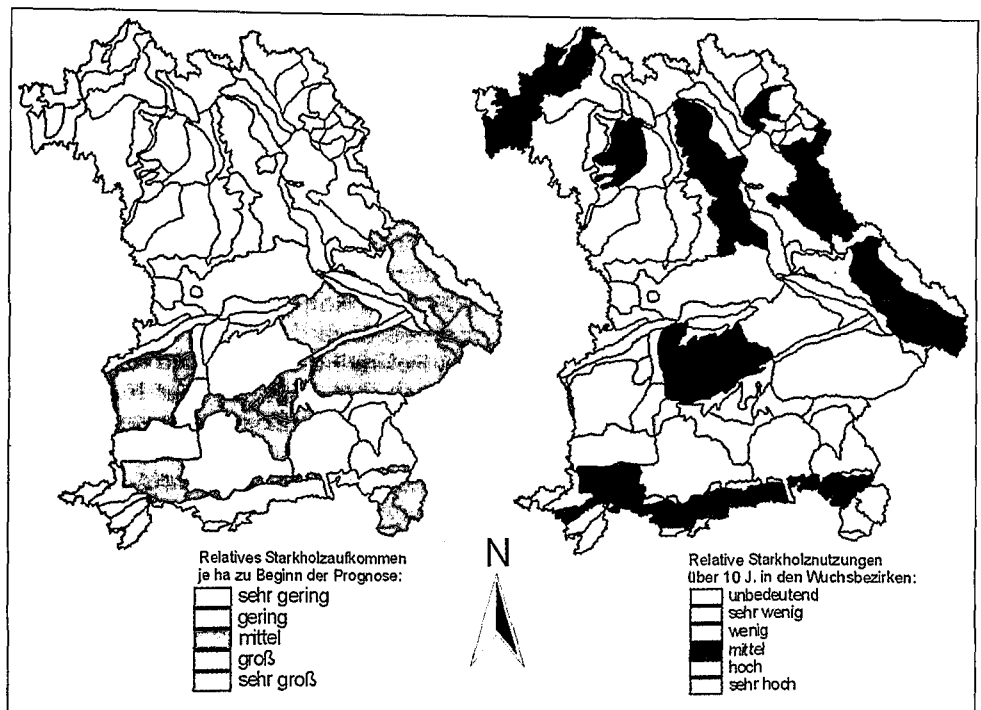 Relatives Starkholzaufkommen
je ha zu Beginn der Prognose:
sehr gering
gering
mittel
groß
sehr groß
N
Relative Starkholznutzungen
über 10 J. in den Wuchsbezirken:
unbedeutend
sehr wenig
wenig
mittel
hoch
sehr hoch